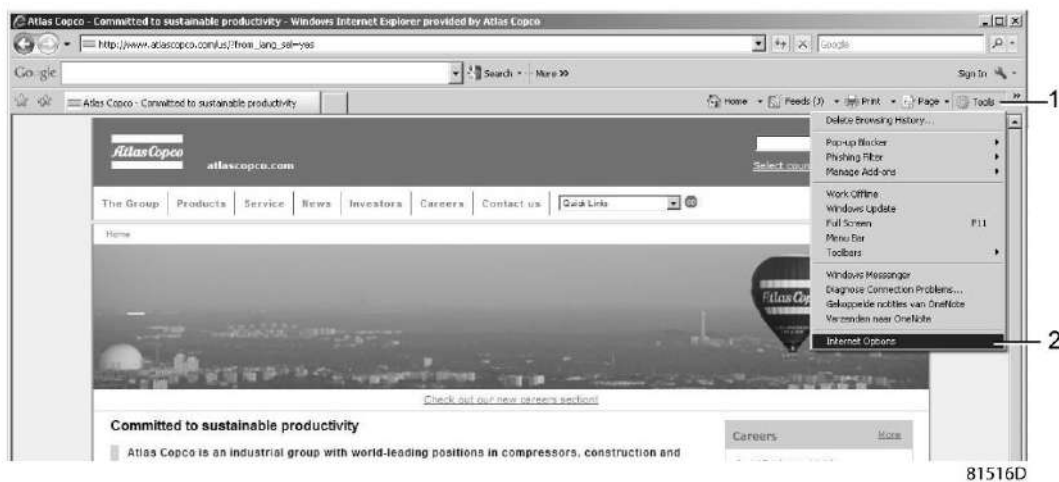 Atlas Copco - Committed to sustainable productivity - Windows Internet Explorer provided by Atlas Copco
http://www.atlascopco.com/us/?from_lang_sel=yes
Google
Google Search More >>
Sign In
Atlas Copco - Committed to sustainable productivity
Home Feeds (J) Print Page Tools
1
Delete Browsing History...
Pop-up Blocker
Phishing Filter
Manage Add-ons
Work Offline
Windows Update
Full Screen F11
Menu Bar
Toolbars
Windows Messenger
Diagnose Connection Problems...
Gekoppelde notities van OneNote
Verzenden naar OneNote
Internet Options
2
Atlas Copco
atlascopco.com
Select coun
The Group Products Service News Investors Careers Contact us Quick Links
Home
Atlas Cop
Check out our new careers section!
Committed to sustainable productivity
Careers More
Atlas Copco is an industrial group with world-leading positions in compressors, construction and
81516D